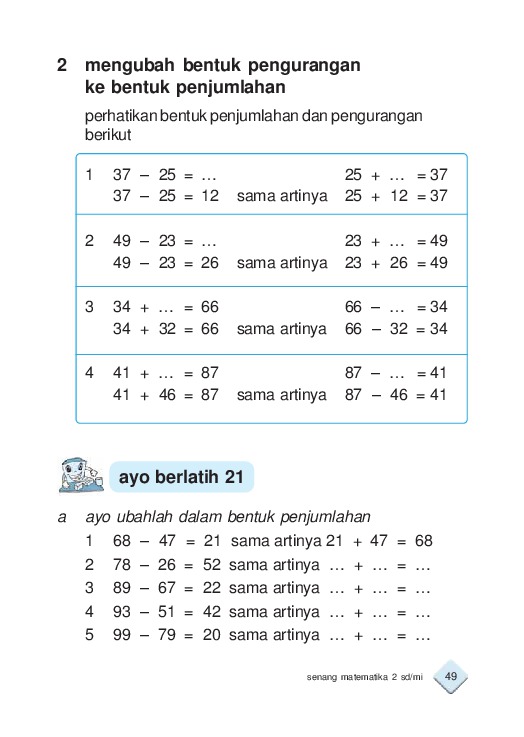 2 mengubah bentuk pengurangan
ke bentuk penjumlahan
perhatikan bentuk penjumlahan dan pengurangan
berikut
1 37 – 25 = … 25 + … = 37
37 – 25 = 12 sama artinya 25 + 12 = 37
2 49 – 23 = … 23 + … = 49
49 – 23 = 26 sama artinya 23 + 26 = 49
3 34 + … = 66 66 – … = 34
34 + 32 = 66 sama artinya 66 – 32 = 34
4 41 + … = 87 87 – … = 41
41 + 46 = 87 sama artinya 87 – 46 = 41
ayo berlatih 21
a ayo ubahlah dalam bentuk penjumlahan
1 68 – 47 = 21 sama artinya 21 + 47 = 68
2 78 – 26 = 52 sama artinya … + … = …
3 89 – 67 = 22 sama artinya … + … = …
4 93 – 51 = 42 sama artinya … + … = …
5 99 – 79 = 20 sama artinya … + … = …
senang matematika 2 sd/mi 49